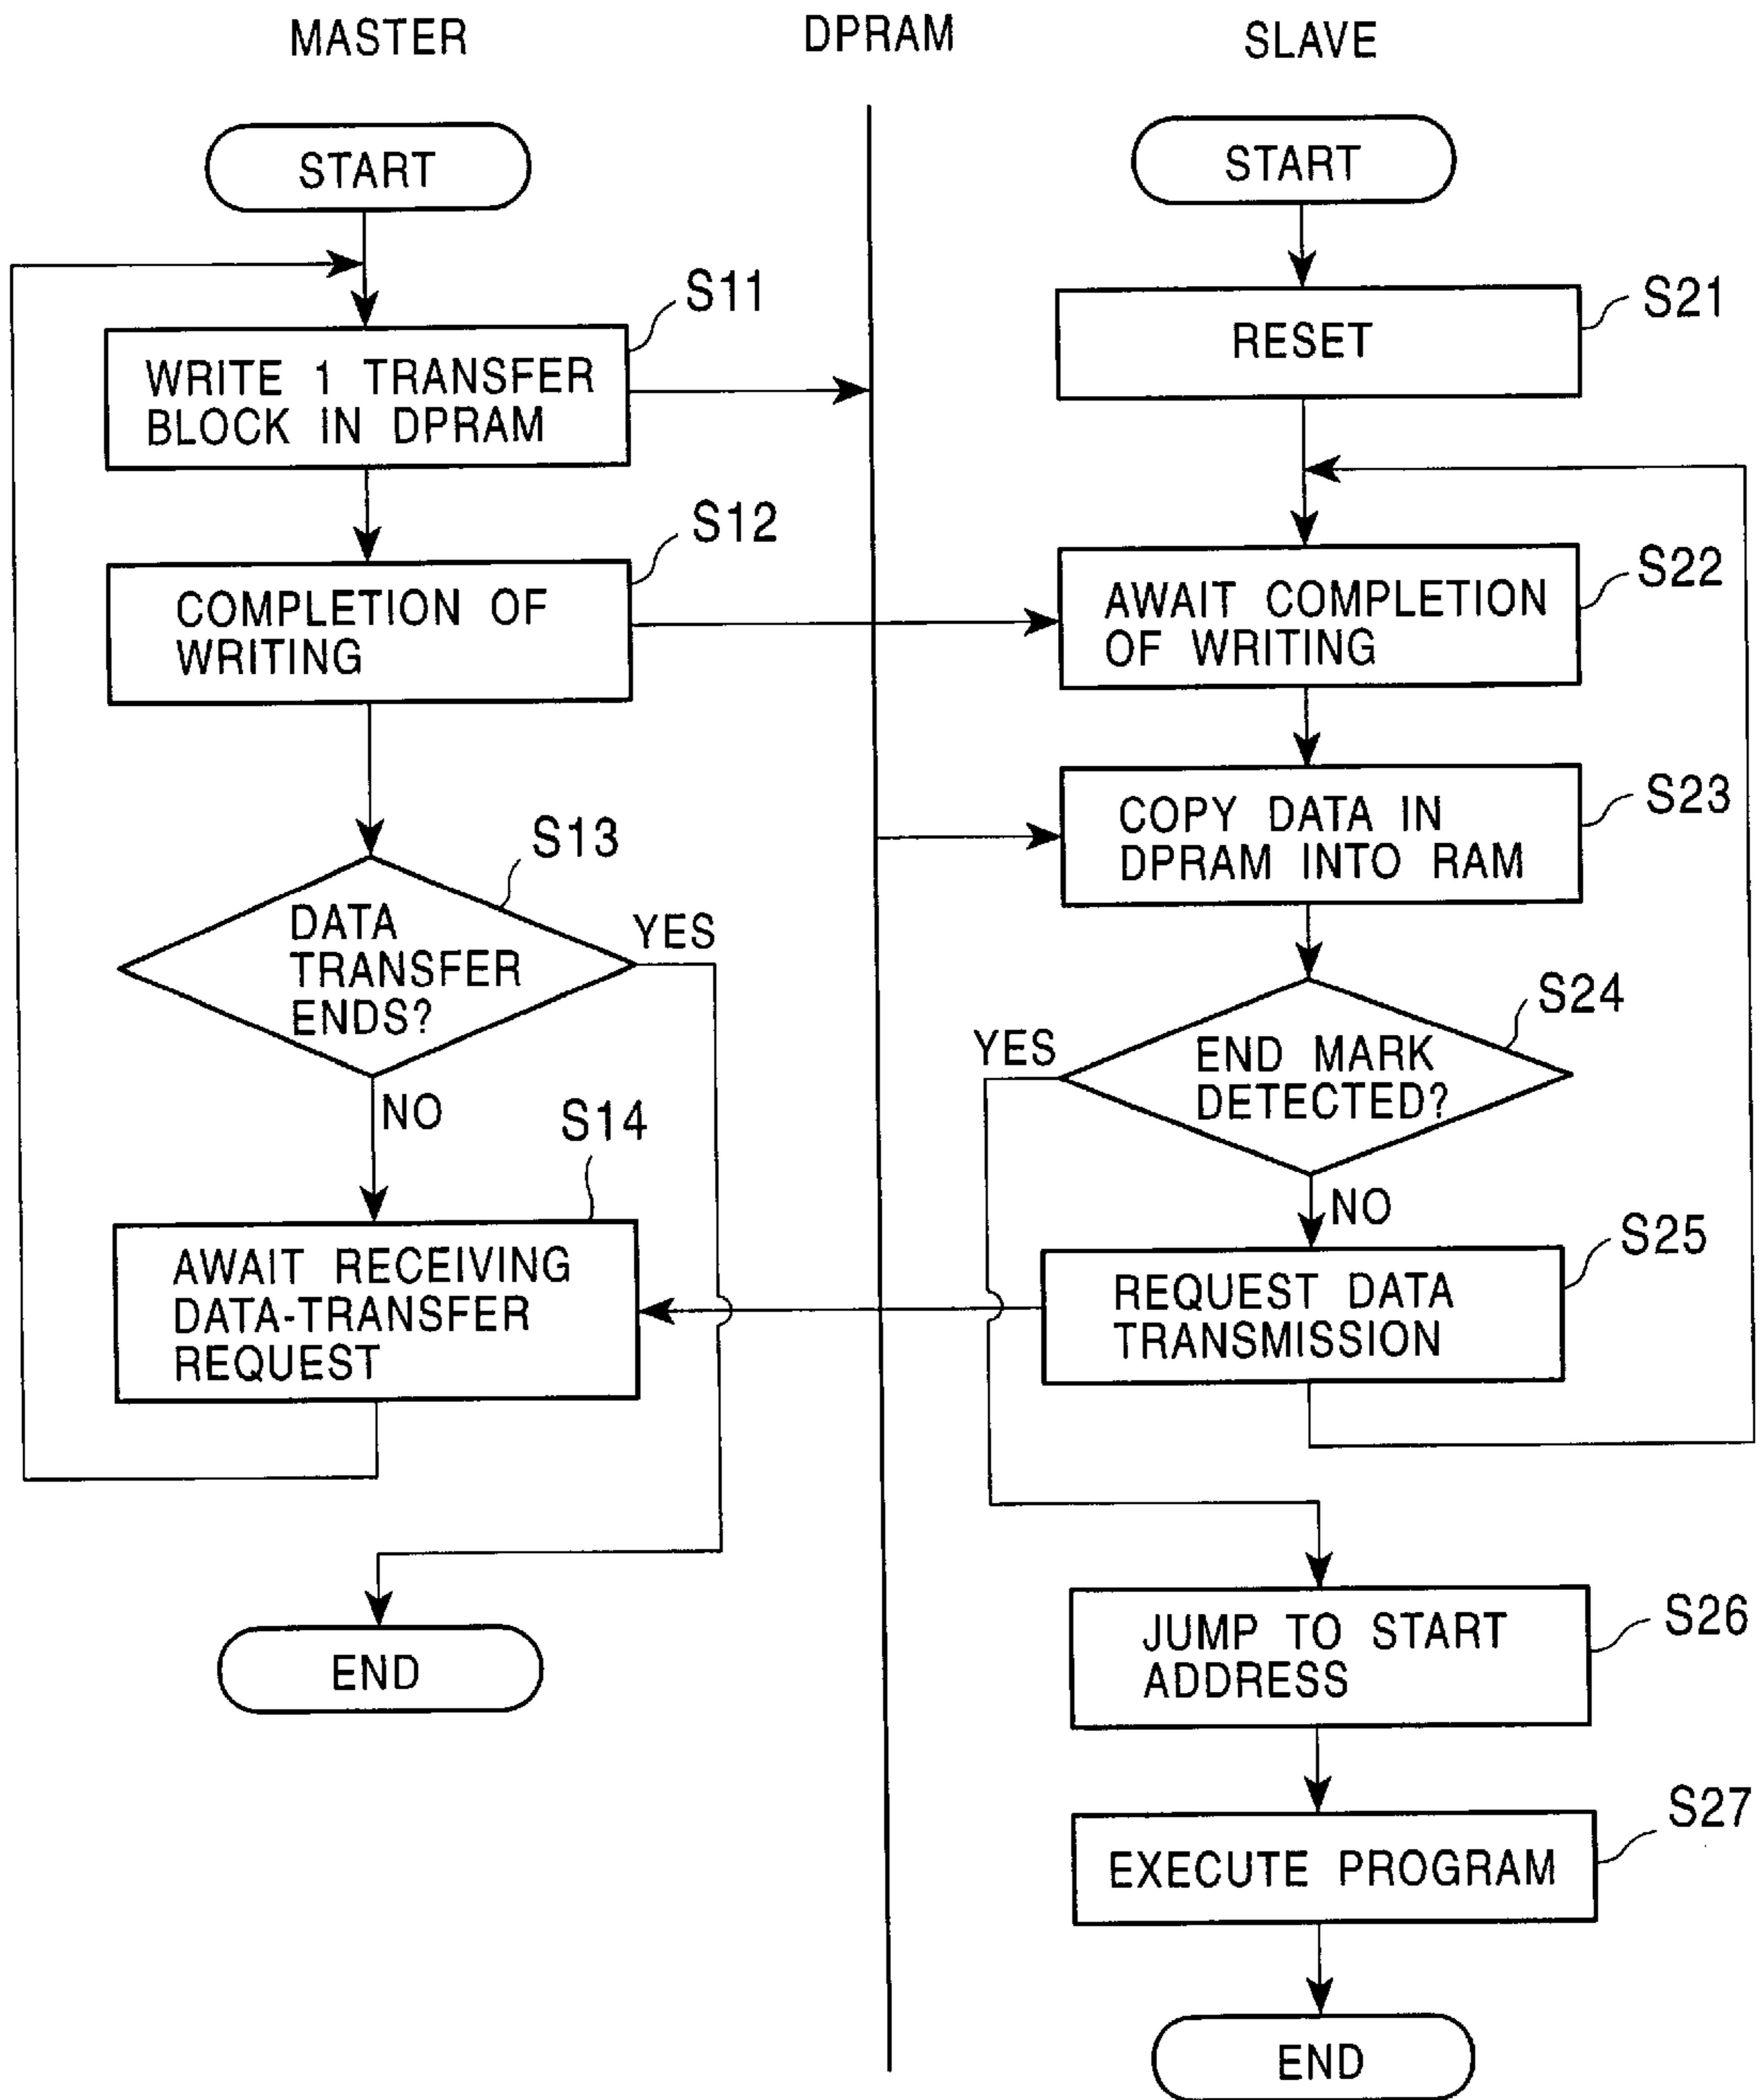 MASTER
DPRAM
SLAVE
START
S11
WRITE 1 TRANSFER
BLOCK IN DPRAM
S12
COMPLETION OF
WRITING
S13
DATA
TRANSFER
ENDS?
YES
NO
S14
AWAIT RECEIVING
DATA-TRANSFER
REQUEST
END
START
S21
RESET
S22
AWAIT COMPLETION
OF WRITING
S23
COPY DATA IN
DPRAM INTO RAM
S24
END MARK
DETECTED?
YES
NO
S25
REQUEST DATA
TRANSMISSION
S26
JUMP TO START
ADDRESS
S27
EXECUTE PROGRAM
END